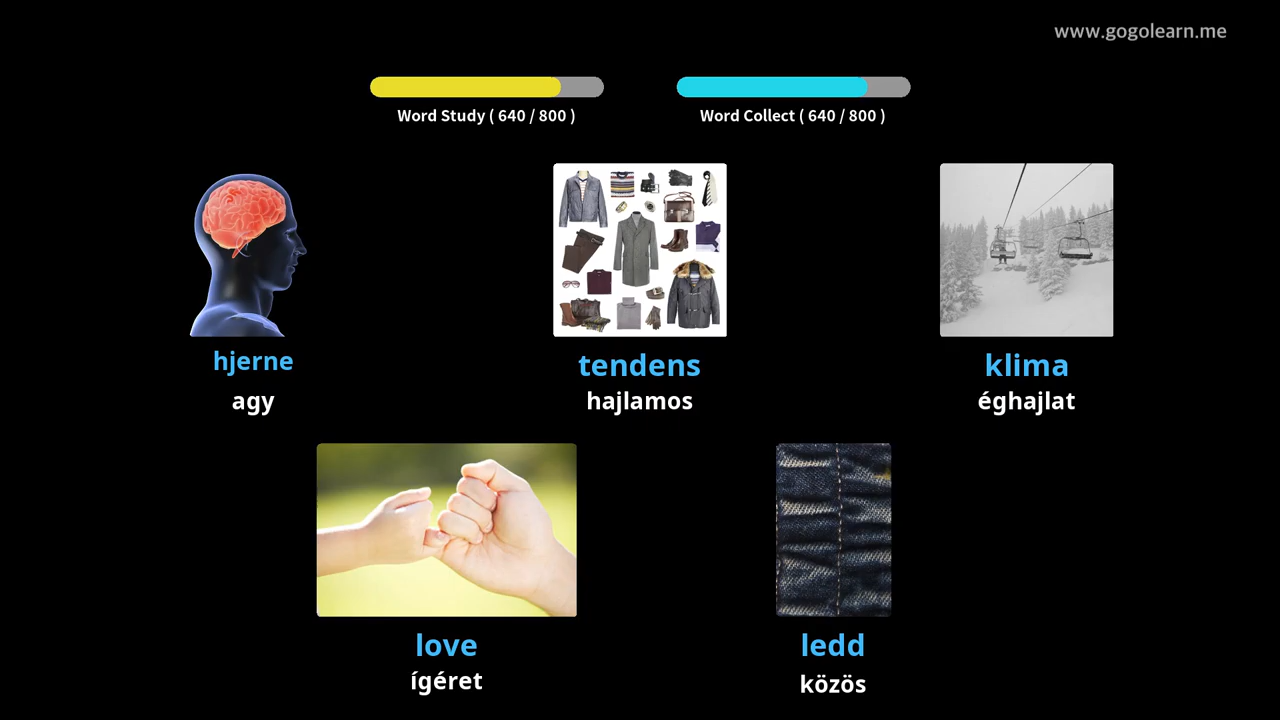 www.gogolearn.me
Word Study ( 640 / 800 )
Word Collect ( 640 / 800 )
hjerne
agy
tendens
hajlamos
klima
éghajlat
love
ígéret
ledd
közös